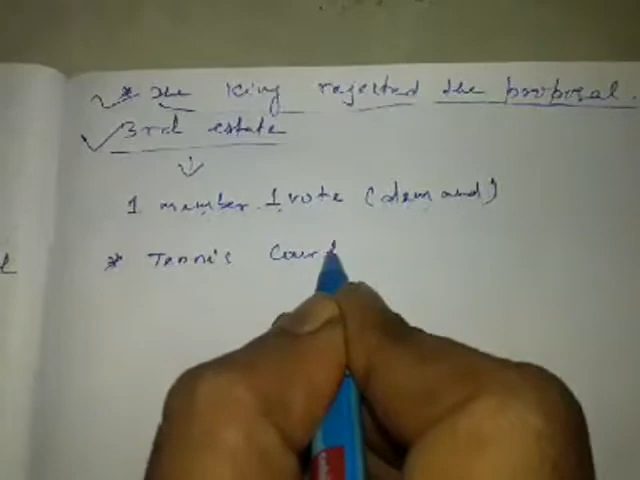 * The King rejected the proposal.
3rd estate
1 member 1 vote (demand)
* Tennis Court